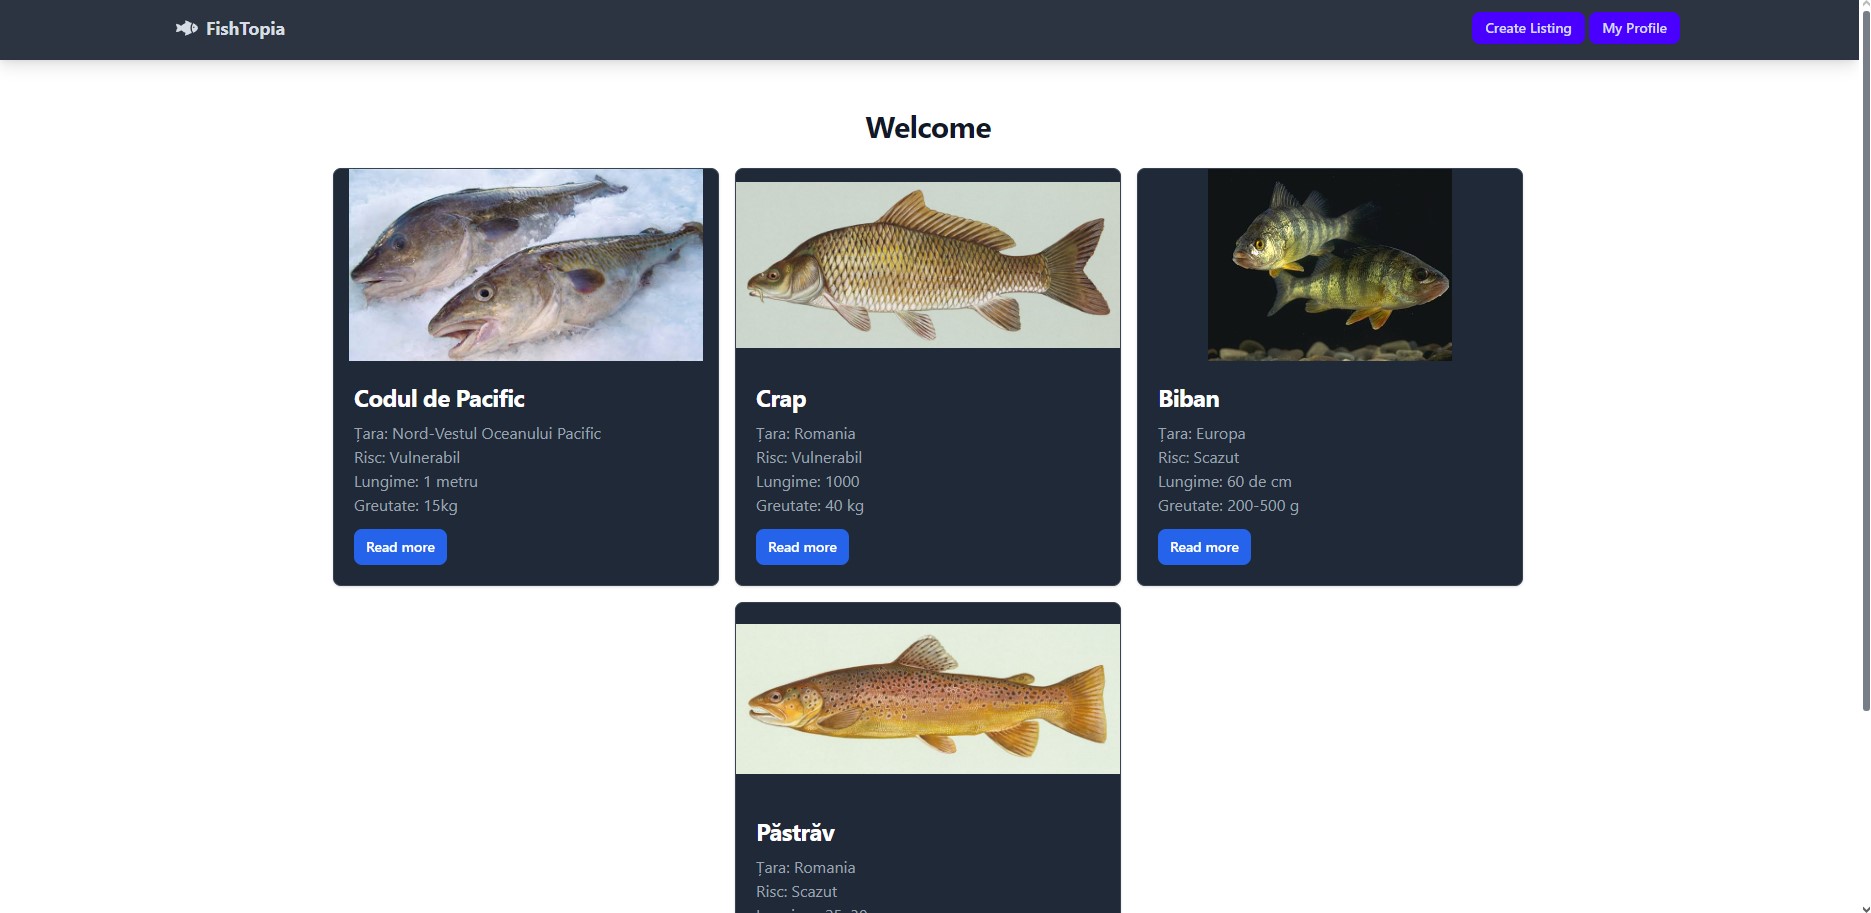 FishTopia
Create Listing
My Profile
Welcome
Codul de Pacific
Țara: Nord-Vestul Oceanului Pacific
Risc: Vulnerabil
Lungime: 1 metru
Greutate: 15kg
Read more
Crap
Țara: Romania
Risc: Vulnerabil
Lungime: 1000
Greutate: 40 kg
Read more
Biban
Țara: Europa
Risc: Scazut
Lungime: 60 de cm
Greutate: 200-500 g
Read more
Păstrăv
Țara: Romania
Risc: Scazut